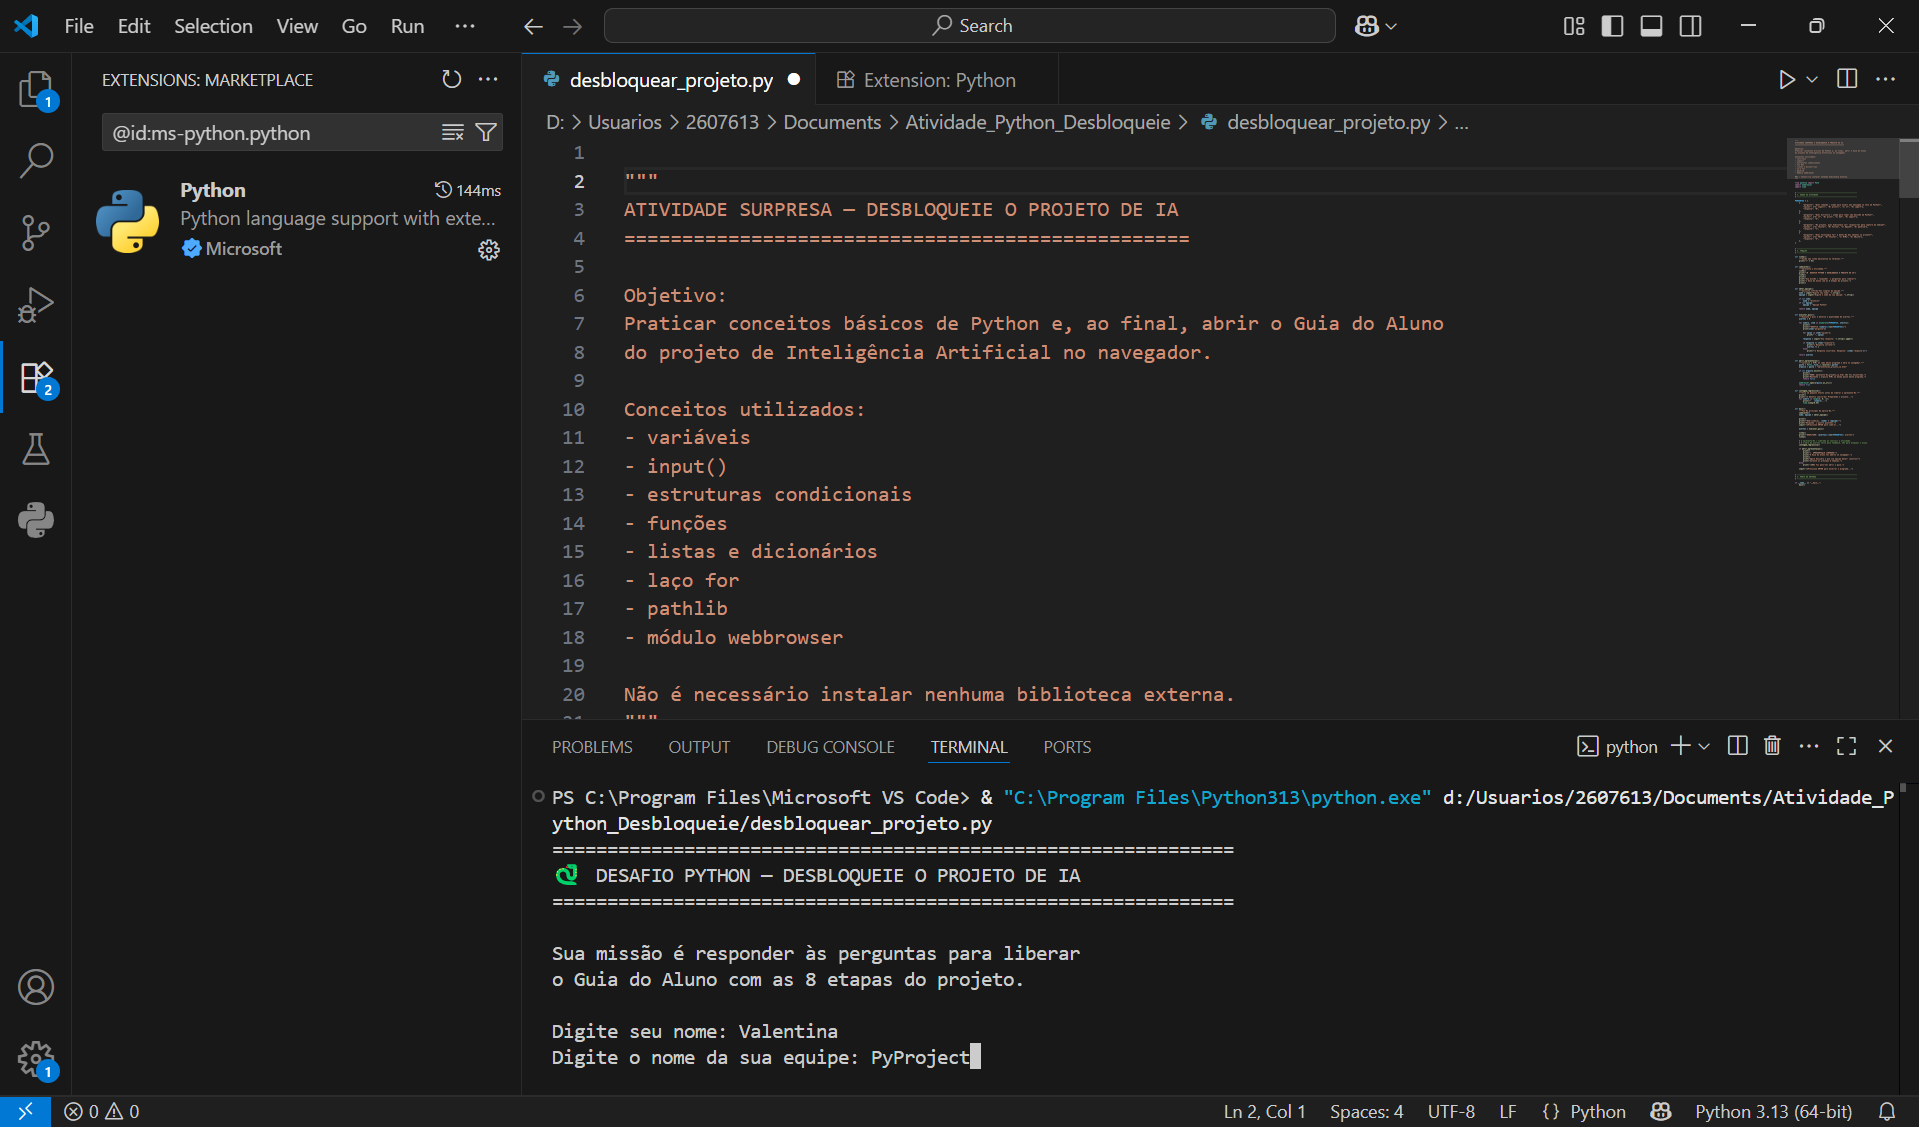 File Edit Selection View Go Run ··· Search
EXTENSIONS: MARKETPLACE
@id:ms-python.python
Python 144ms
Python language support with exte...
Microsoft
1
2
1
desbloquear_projeto.py Extension: Python
D: > Usuarios > 2607613 > Documents > Atividade_Python_Desbloqueie > desbloquear_projeto.py > ...
1
2 """
3 ATIVIDADE SURPRESA — DESBLOQUEIE O PROJETO DE IA
4 =================================================
5
6 Objetivo:
7 Praticar conceitos básicos de Python e, ao final, abrir o Guia do Aluno
8 do projeto de Inteligência Artificial no navegador.
9
10 Conceitos utilizados:
11 - variáveis
12 - input()
13 - estruturas condicionais
14 - funções
15 - listas e dicionários
16 - laço for
17 - pathlib
18 - módulo webbrowser
19
20 Não é necessário instalar nenhuma biblioteca externa.
21 """
PROBLEMS OUTPUT DEBUG CONSOLE TERMINAL PORTS python
PS C:\Program Files\Microsoft VS Code> & "C:\Program Files\Python313\python.exe" d:/Usuarios/2607613/Documents/Atividade_P
ython_Desbloqueie/desbloquear_projeto.py
==============================================================
DESAFIO PYTHON — DESBLOQUEIE O PROJETO DE IA
==============================================================
Sua missão é responder às perguntas para liberar
o Guia do Aluno com as 8 etapas do projeto.
Digite seu nome: Valentina
Digite o nome da sua equipe: PyProject
0 0 Ln 2, Col 1 Spaces: 4 UTF-8 LF {} Python Python 3.13 (64-bit)